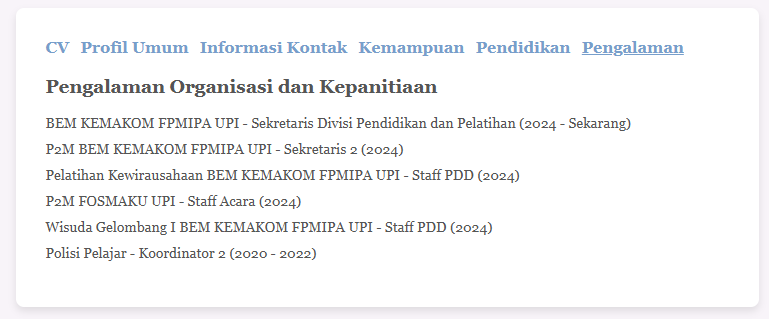 CV Profil Umum Informasi Kontak Kemampuan Pendidikan Pengalaman
Pengalaman Organisasi dan Kepanitiaan
BEM KEMAKOM FPMIPA UPI - Sekretaris Divisi Pendidikan dan Pelatihan (2024 - Sekarang)
P2M BEM KEMAKOM FPMIPA UPI - Sekretaris 2 (2024)
Pelatihan Kewirausahaan BEM KEMAKOM FPMIPA UPI - Staff PDD (2024)
P2M FOSMAKU UPI - Staff Acara (2024)
Wisuda Gelombang I BEM KEMAKOM FPMIPA UPI - Staff PDD (2024)
Polisi Pelajar - Koordinator 2 (2020 - 2022)